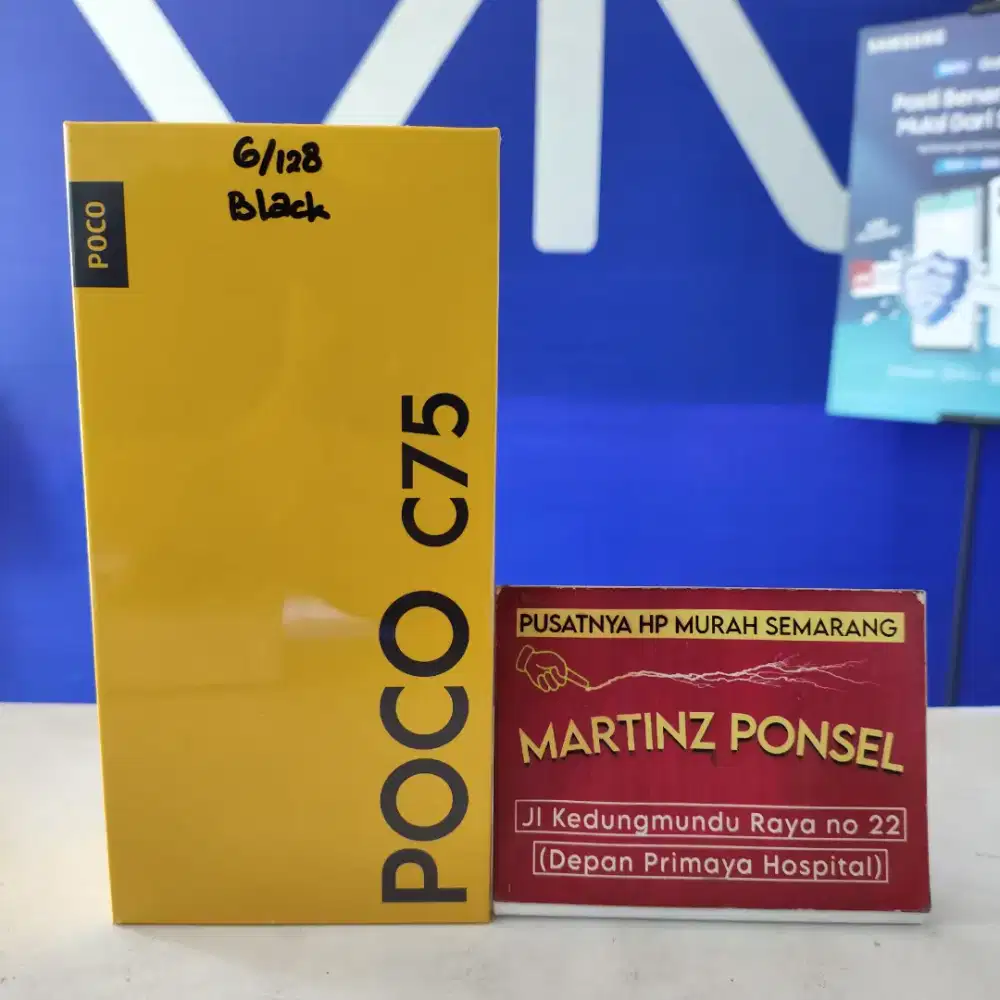 6/128
Black
POCO
POCO C75
SAMSUNG
PUSATNYA HP MURAH SEMARANG
MARTINZ PONSEL
Jl Kedungmundu Raya no 22
(Depan Primaya Hospital)